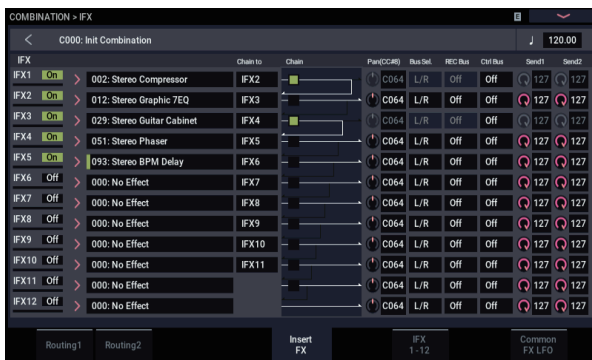 COMBINATION > IFX E
< C000: Init Combination ♩ 120.00
IFX Chain to Chain Pan(CC#8) Bus Sel. REC Bus Ctrl Bus Send1 Send2
IFX1 On 002: Stereo Compressor IFX2 C064 L/R Off Off 127 127
IFX2 On 012: Stereo Graphic 7EQ IFX3 C064 L/R Off Off 127 127
IFX3 On 029: Stereo Guitar Cabinet IFX4 C064 L/R Off Off 127 127
IFX4 On 051: Stereo Phaser IFX5 C064 L/R Off Off 127 127
IFX5 On 093: Stereo BPM Delay IFX6 C064 L/R Off Off 127 127
IFX6 Off 000: No Effect IFX7 C064 L/R Off Off 127 127
IFX7 Off 000: No Effect IFX8 C064 L/R Off Off 127 127
IFX8 Off 000: No Effect IFX9 C064 L/R Off Off 127 127
IFX9 Off 000: No Effect IFX10 C064 L/R Off Off 127 127
IFX10 Off 000: No Effect IFX11 C064 L/R Off Off 127 127
IFX11 Off 000: No Effect C064 L/R Off Off 127 127
IFX12 Off 000: No Effect C064 L/R Off Off 127 127
Routing1 Routing2 Insert FX IFX 1-12 Common FX LFO